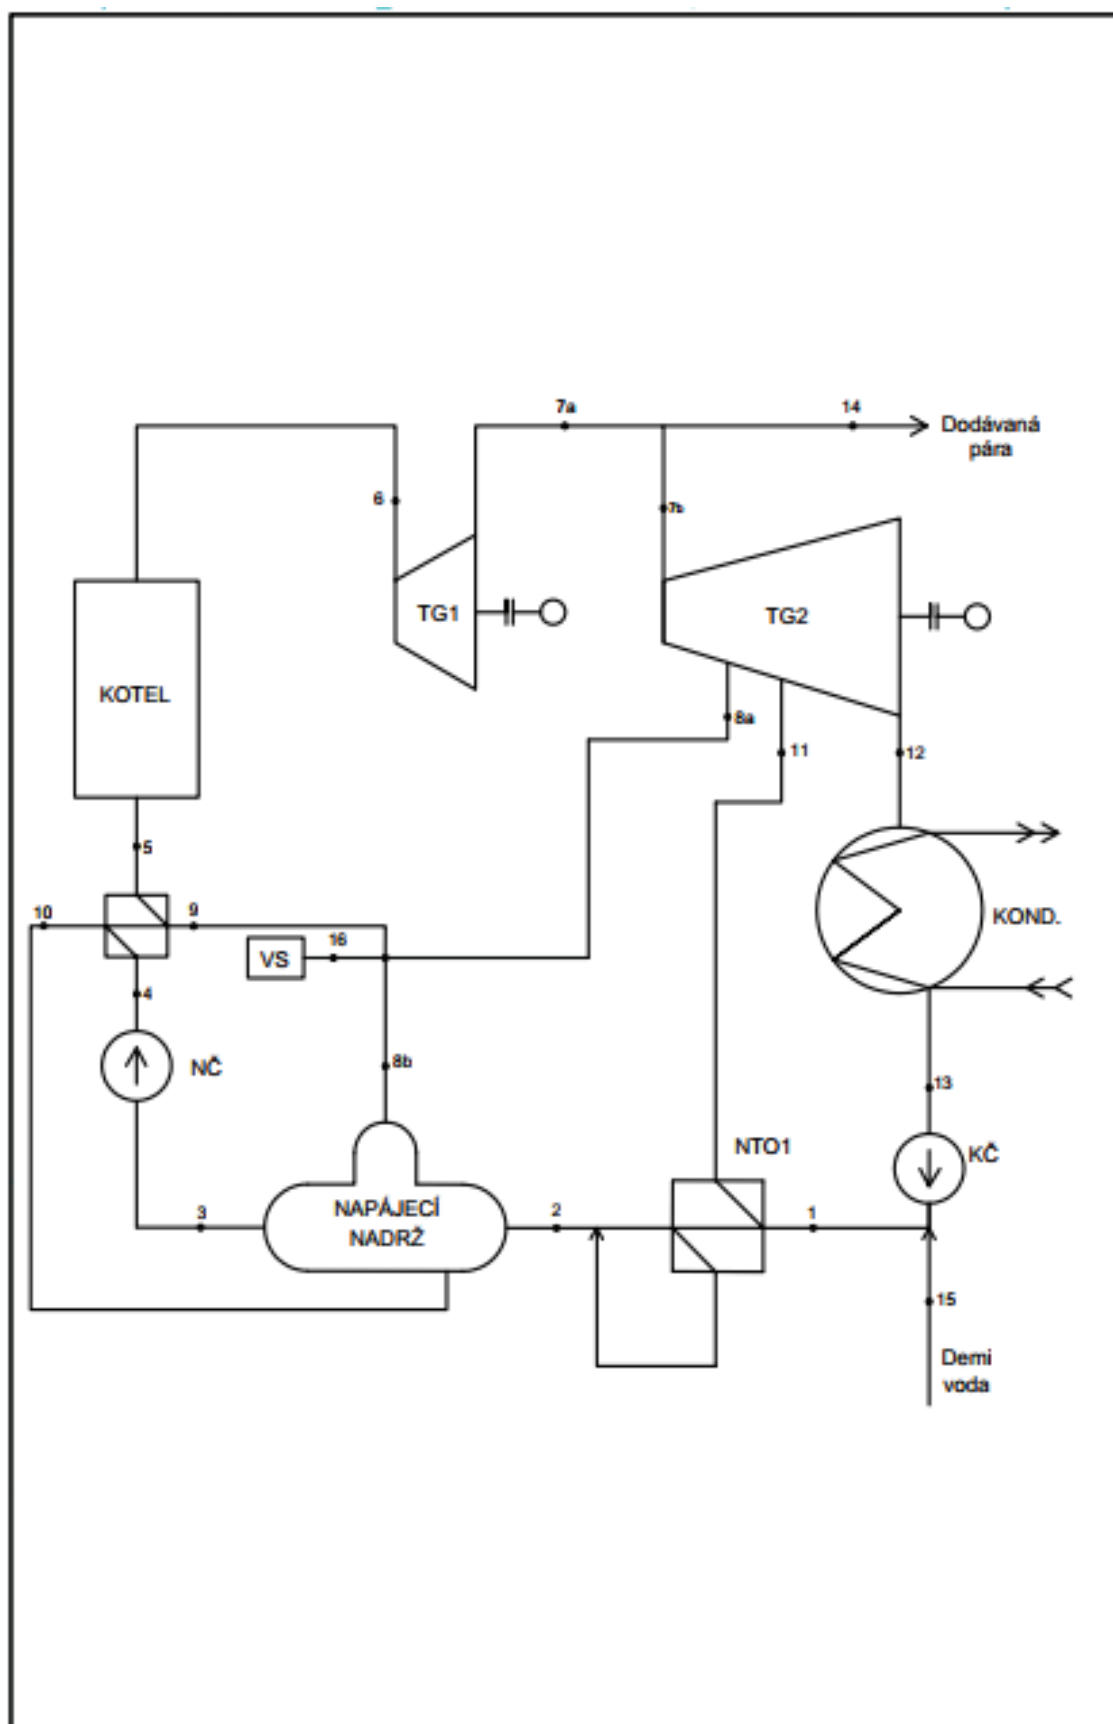 7a
14
Dodávaná
pára
6
7b
TG1
TG2
KOTEL
8a
11
12
5
10
9
16
VS
KOND.
4
NČ
8b
13
NTO1
KČ
NAPÁJECÍ
NADRŽ
3
2
1
15
Demi
voda